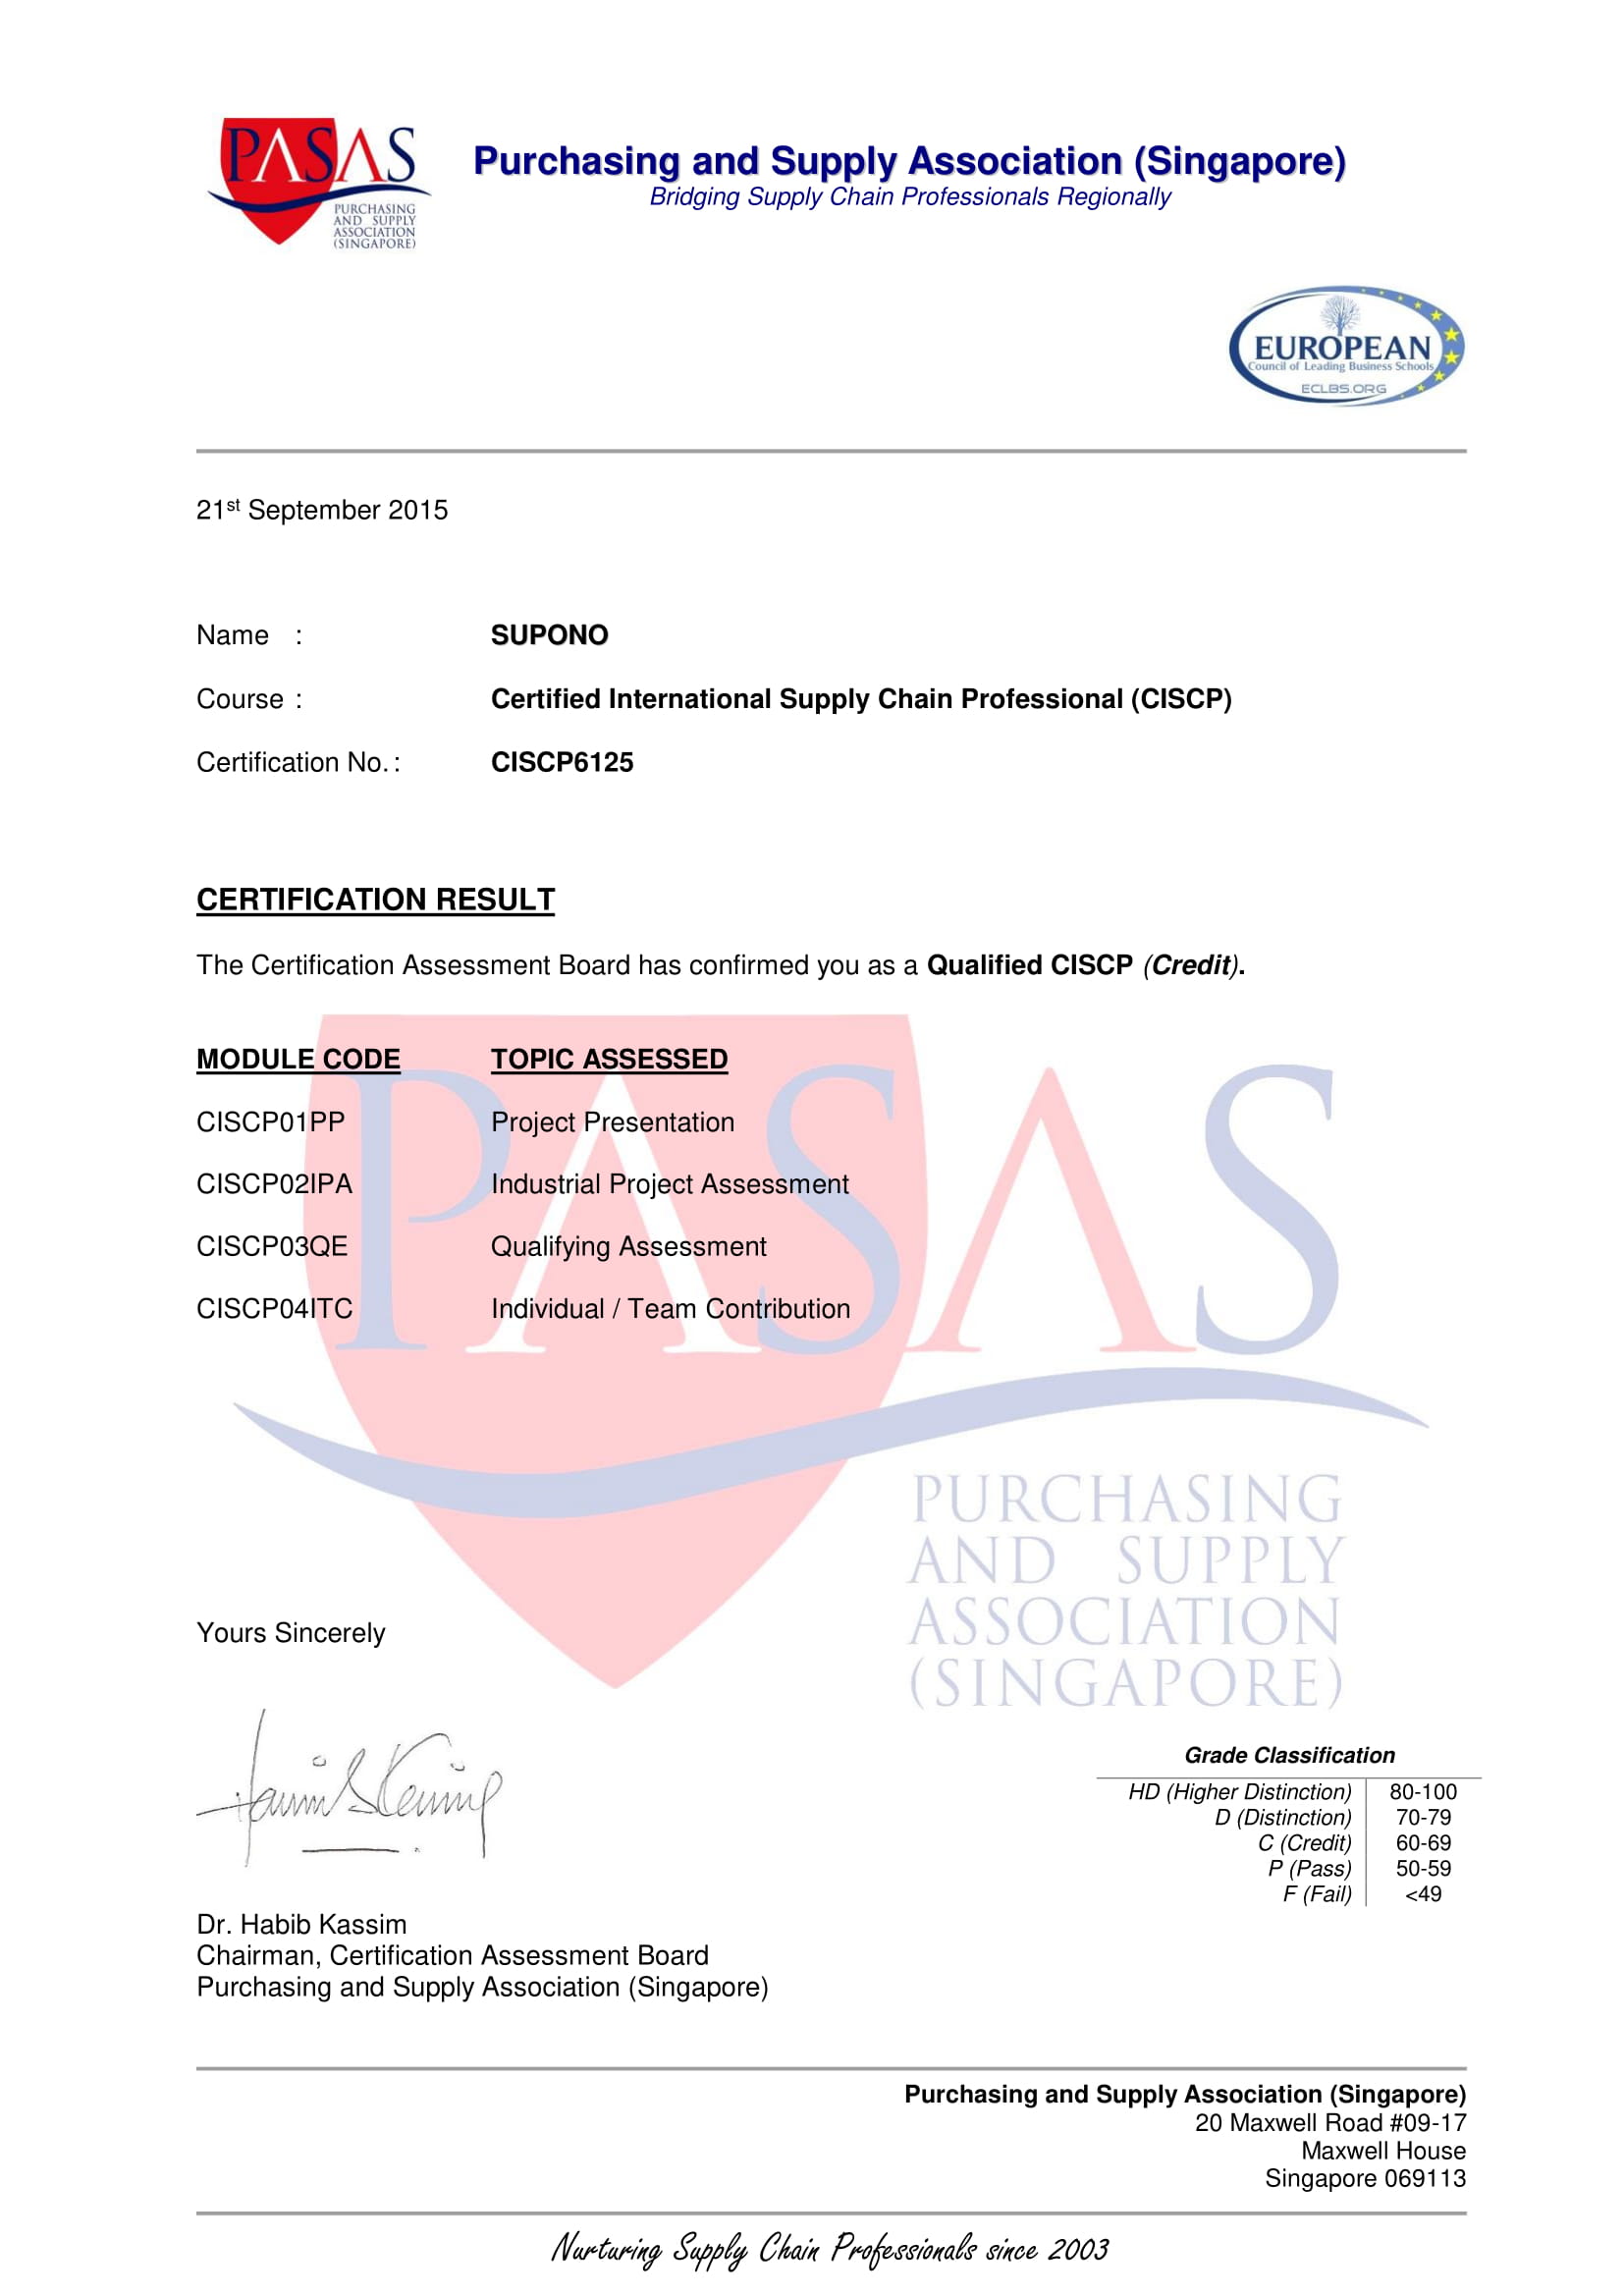 PASAS
PURCHASING
AND SUPPLY
ASSOCIATION
(SINGAPORE)
Purchasing and Supply Association (Singapore)
Bridging Supply Chain Professionals Regionally
EUROPEAN
Council of Leading Business Schools
ECLBS.ORG
21st September 2015
Name : SUPONO
Course : Certified International Supply Chain Professional (CISCP)
Certification No. : CISCP6125
CERTIFICATION RESULT
The Certification Assessment Board has confirmed you as a Qualified CISCP (Credit).
MODULE CODE TOPIC ASSESSED
CISCP01PP Project Presentation
CISCP02IPA Industrial Project Assessment
CISCP03QE Qualifying Assessment
CISCP04ITC Individual / Team Contribution
PASAS
PURCHASING
AND SUPPLY
ASSOCIATION
(SINGAPORE)
Yours Sincerely
Grade Classification
HD (Higher Distinction) 80-100
D (Distinction) 70-79
C (Credit) 60-69
P (Pass) 50-59
F (Fail) <49
Dr. Habib Kassim
Chairman, Certification Assessment Board
Purchasing and Supply Association (Singapore)
Purchasing and Supply Association (Singapore)
20 Maxwell Road #09-17
Maxwell House
Singapore 069113
Nurturing Supply Chain Professionals since 2003